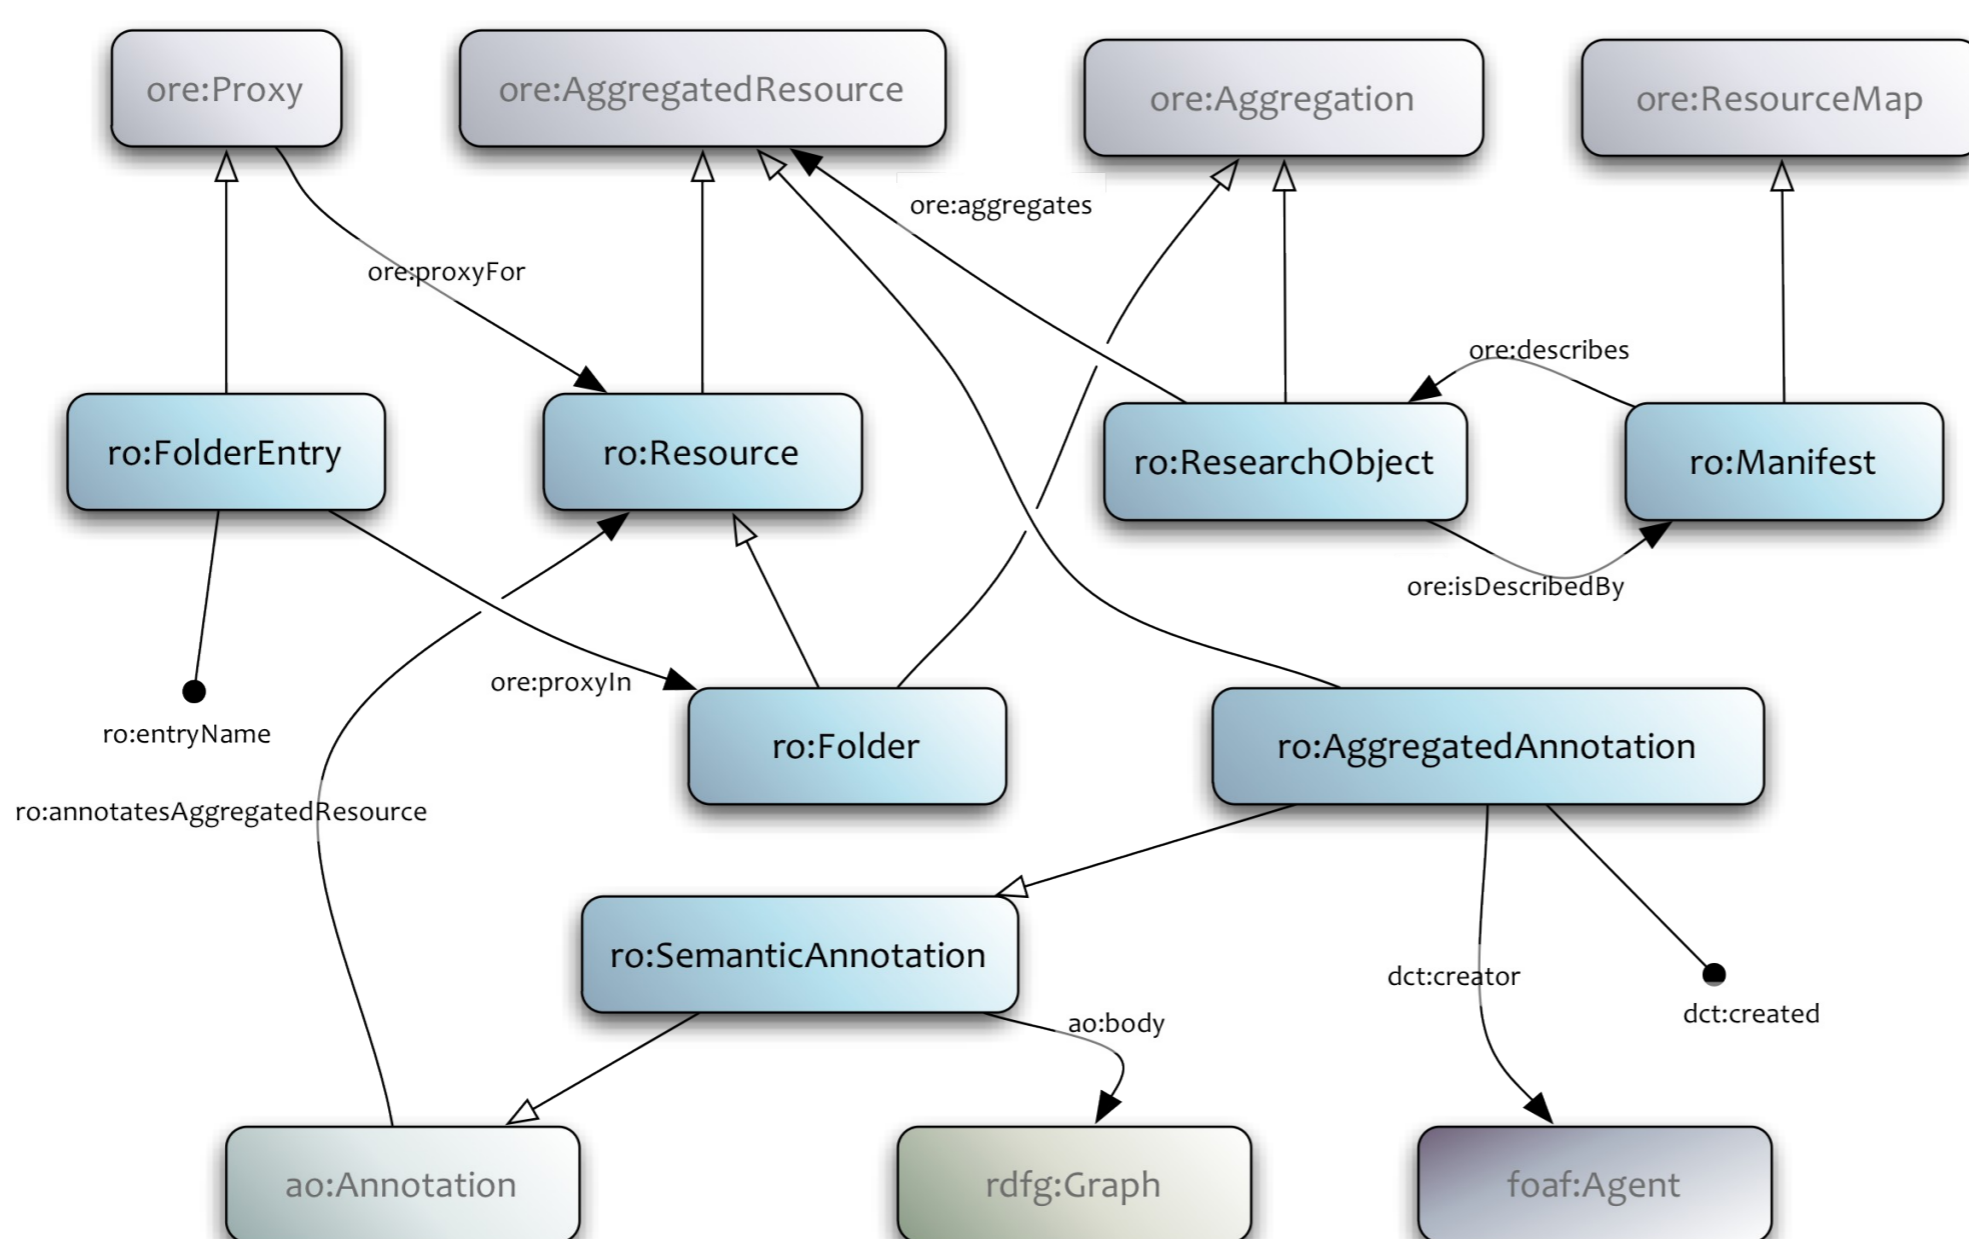 ore:Proxy
ore:AggregatedResource
ore:Aggregation
ore:ResourceMap
ore:aggregates
ore:proxyFor
ore:describes
ro:FolderEntry
ro:Resource
ro:ResearchObject
ro:Manifest
ore:isDescribedBy
ore:proxyIn
ro:entryName
ro:Folder
ro:AggregatedAnnotation
ro:annotatesAggregatedResource
ro:SemanticAnnotation
dct:creator
dct:created
ao:body
ao:Annotation
rdfg:Graph
foaf:Agent